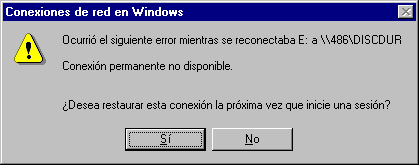 Conexiones de red en Windows
Ocurrió el siguiente error mientras se reconectaba E: a \\486\DISCDUR
Conexión permanente no disponible.
¿Desea restaurar esta conexión la próxima vez que inicie una sesión?
Sí
No